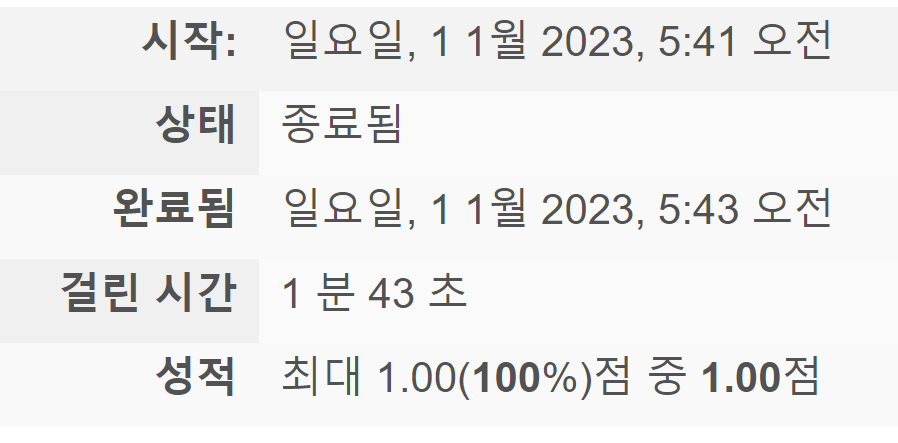 시작: 일요일, 1 1월 2023, 5:41 오전
상태 종료됨
완료됨 일요일, 1 1월 2023, 5:43 오전
걸린 시간 1 분 43 초
성적 최대 1.00(100%)점 중 1.00점